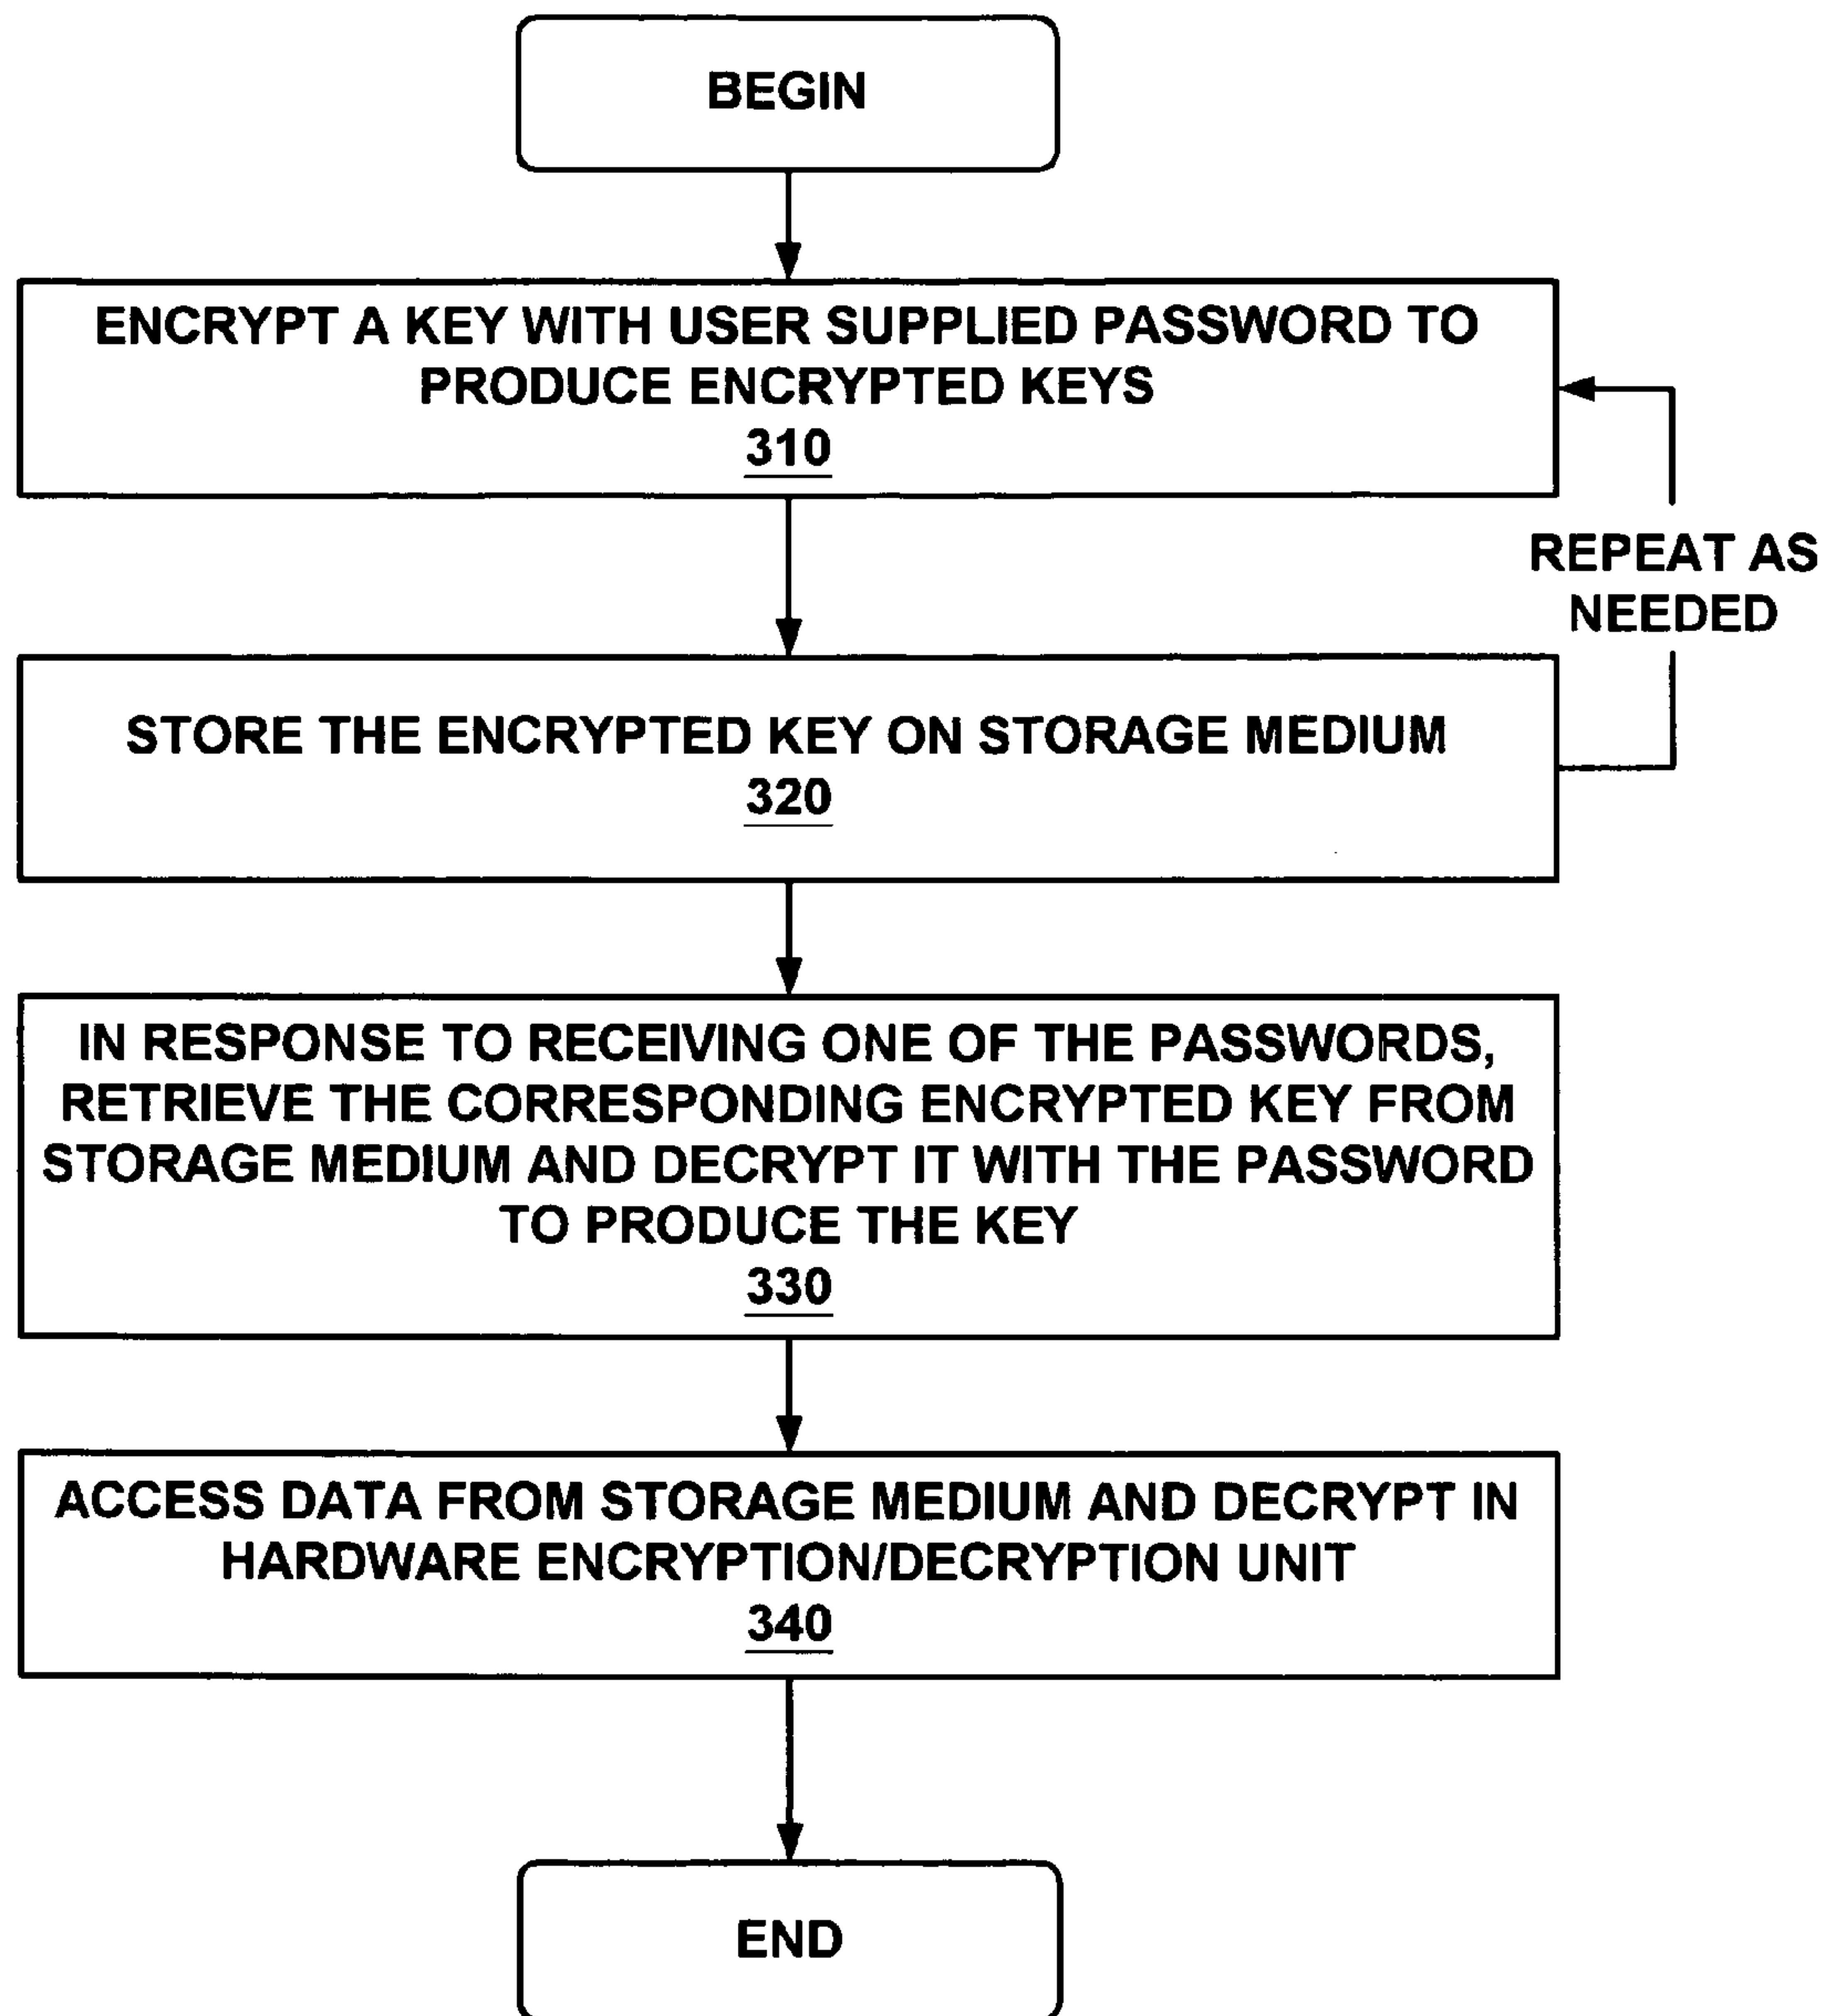 BEGIN
ENCRYPT A KEY WITH USER SUPPLIED PASSWORD TO
PRODUCE ENCRYPTED KEYS
310
REPEAT AS
NEEDED
STORE THE ENCRYPTED KEY ON STORAGE MEDIUM
320
IN RESPONSE TO RECEIVING ONE OF THE PASSWORDS,
RETRIEVE THE CORRESPONDING ENCRYPTED KEY FROM
STORAGE MEDIUM AND DECRYPT IT WITH THE PASSWORD
TO PRODUCE THE KEY
330
ACCESS DATA FROM STORAGE MEDIUM AND DECRYPT IN
HARDWARE ENCRYPTION/DECRYPTION UNIT
340
END